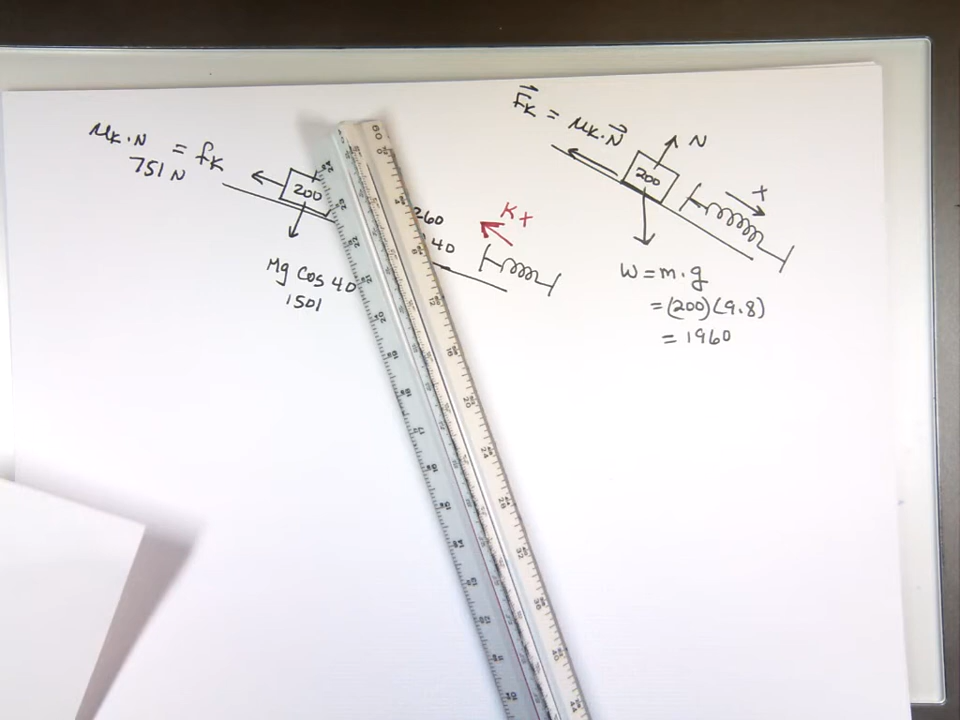 μK·N = fK
751 N
200
Mg Cos 40
1501
260
40
Kx
F⃗K = μK·N⃗
N
200
x
W = m·g
= (200)(9.8)
= 1960